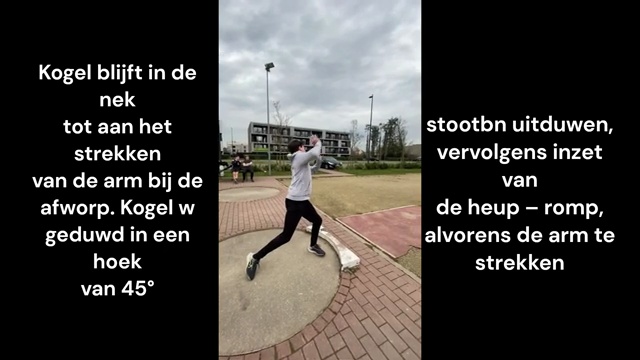 Kogel blijft in de
nek
tot aan het
strekken
van de arm bij de
afworp. Kogel w
geduwd in een
hoek
van 45°
stootbn uitduwen,
vervolgens inzet
van
de heup – romp,
alvorens de arm te
strekken